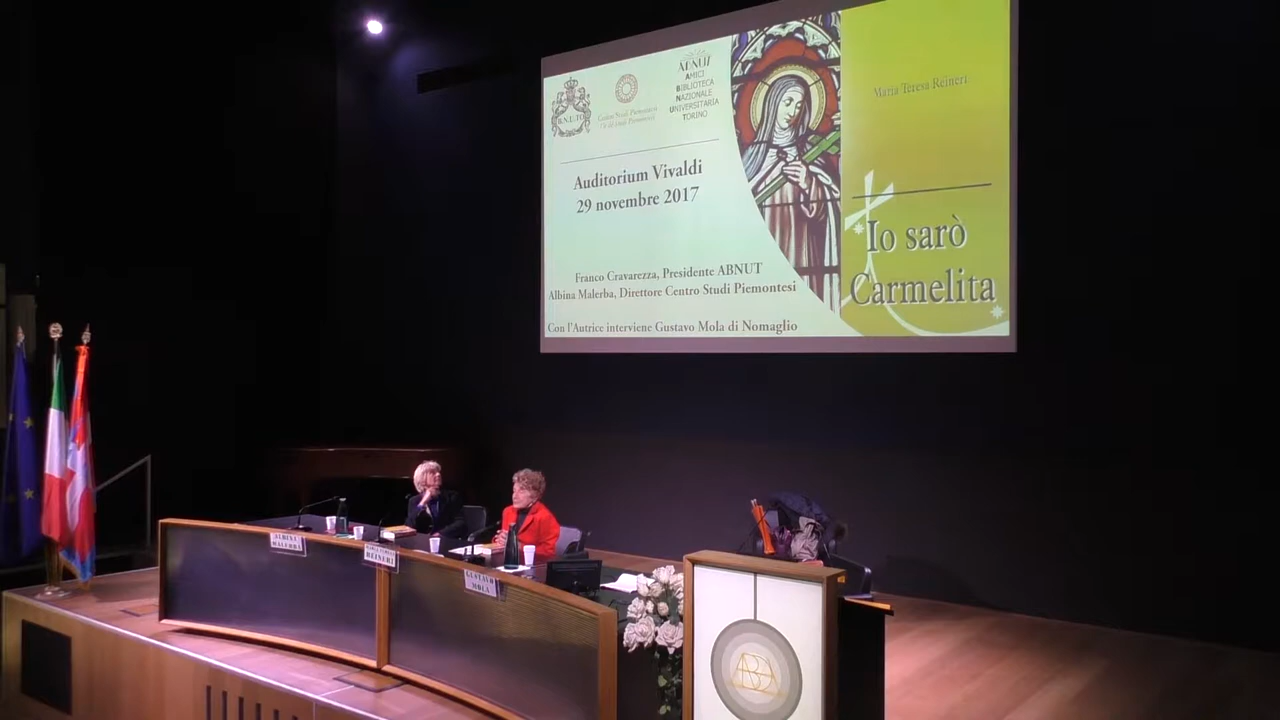 B.N.U.TO
Centro Studi Piemontesi
ABNUT
AMICI
BIBLIOTECA
NAZIONALE
UNIVERSITARIA
TORINO
Auditorium Vivaldi
29 novembre 2017
Franco Cravarezza, Presidente ABNUT
Albina Malerba, Direttore Centro Studi Piemontesi
Con l'Autrice interviene Gustavo Mola di Nomaglio
Maria Teresa Reineri
Io sarò
Carmelita
ALBINA
MALERBA
MARIA TERESA
REINERI
GUSTAVO
MOLA